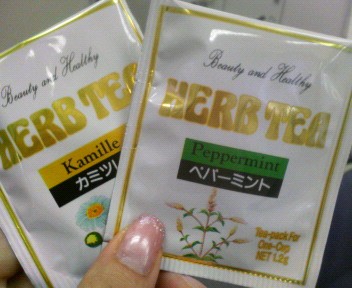 Beauty and Healthy
HERB TEA
Kamille
カミツレ
Beauty and Healthy
HERB TEA
Peppermint
ペパーミント
Tea-pack For
One-Cup
NET 1.2g